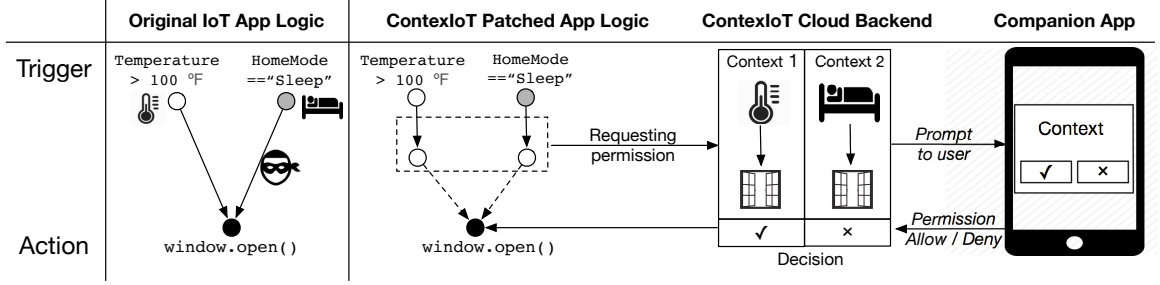 Original IoT App Logic
ContexIoT Patched App Logic
ContexIoT Cloud Backend
Companion App
Trigger
Temperature
> 100 ºF
HomeMode
=="Sleep"
Temperature
> 100 ºF
HomeMode
=="Sleep"
Context 1
Context 2
Requesting
permission
Prompt
to user
Context
✓
×
Action
window.open()
window.open()
✓
×
Decision
Permission
Allow / Deny